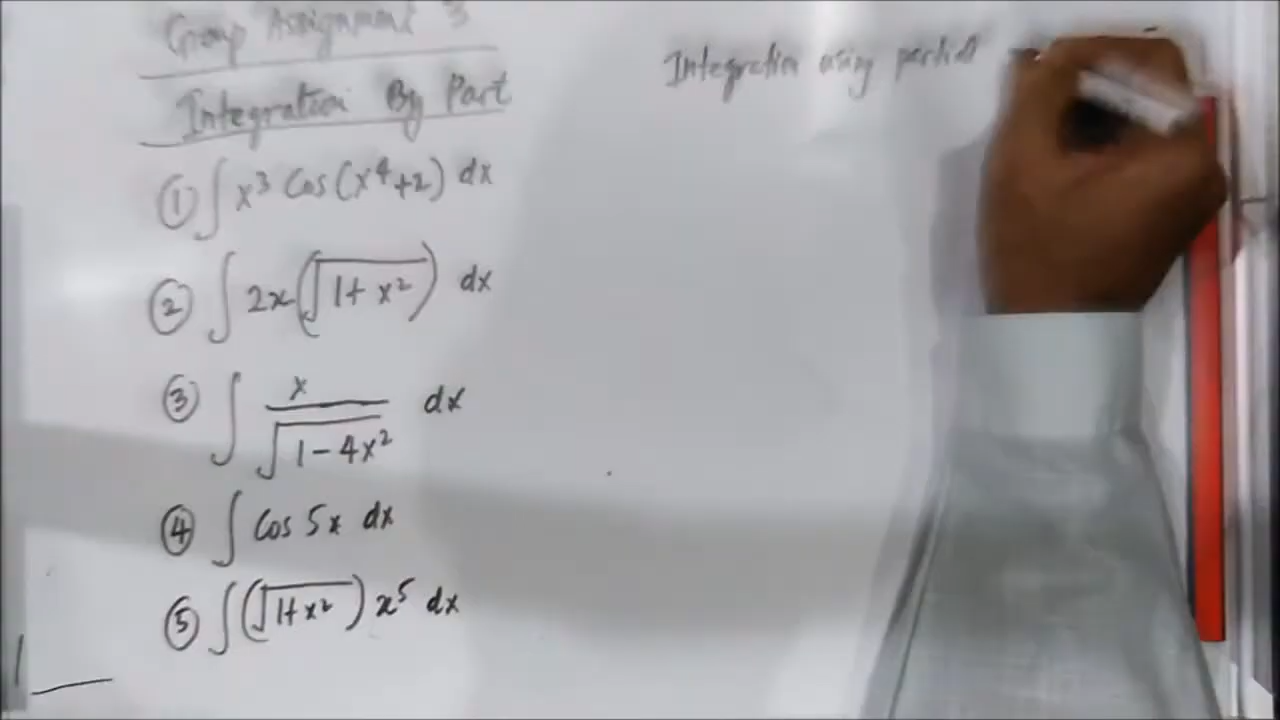 Group Assignment 3
Integration By Part
① ∫ x³ Cos(x⁴+2) dx
② ∫ 2x(√(1+x²)) dx
③ ∫ x/√(1-4x²) dx
④ ∫ Cos 5x dx
⑤ ∫ (√(1+x²)) x⁵ dx
Integration using partial